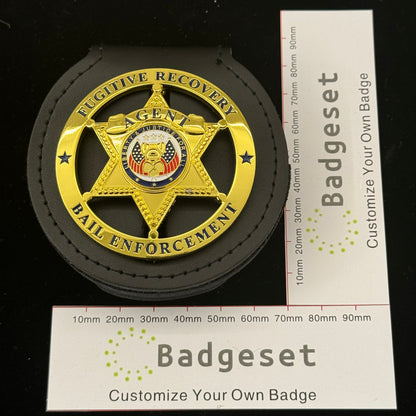 FUGITIVE RECOVERY
AGENT
BAIL ENFORCEMENT
10mm 20mm 30mm 40mm 50mm 60mm 70mm 80mm 90mm
Badgeset
Customize Your Own Badge
10mm 20mm 30mm 40mm 50mm 60mm 70mm 80mm 90mm
Badgeset
Customize Your Own Badge